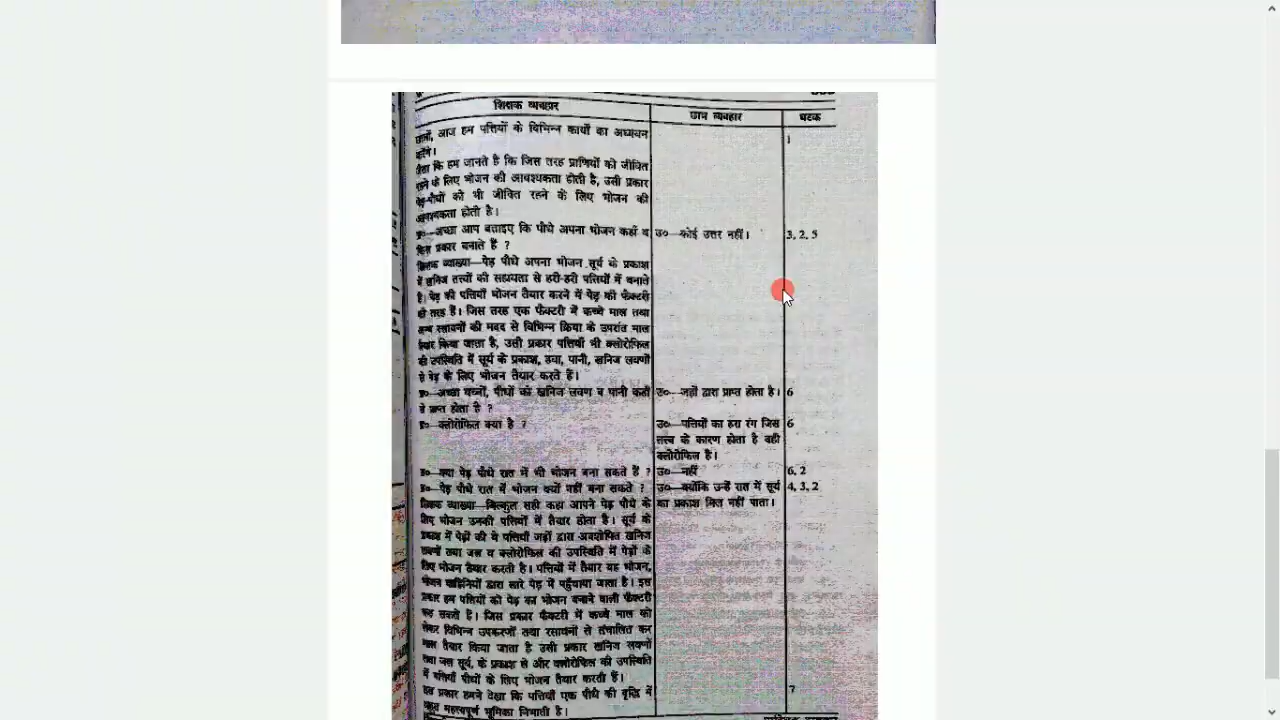 शिक्षक व्यवहार
छात्र व्यवहार
घटक
आज हम पत्तियों के विभिन्न कार्यों का अध्ययन
करेंगे।
1
कि हम जानते है कि जिस तरह प्राणियों को जीवित
रहने के लिए भोजन की आवश्यकता होती है, उसी प्रकार
पेड़-पौधों को भी जीवित रहने के लिए भोजन की
आवश्यकता होती है।
प्र०—अच्छा आप बताइए कि पौधे अपना भोजन कहाँ व
किस प्रकार बनाते हैं ?
उ०—कोई उत्तर नहीं।
3, 2, 5
व्याख्या—पेड़ पौधे अपना भोजन सूर्य के प्रकाश
में खनिज तत्त्वों की सहायता से हरी-हरी पत्तियों में बनाते
हैं। पेड़ की पत्तियाँ भोजन तैयार करने में पेड़ की फैक्टरी
की तरह हैं। जिस तरह एक फैक्टरी में कच्चे माल तथा
अन्य रसायनों की मदद से विभिन्न क्रिया के उपरांत माल
तैयार किया जाता है, उसी प्रकार पत्तियाँ भी क्लोरोफिल
की उपस्थिति में सूर्य के प्रकाश, हवा, पानी, खनिज लवणों
से पेड़ के लिए भोजन तैयार करते हैं।
प्र०—अच्छा बच्चों, पौधों को खनिज लवण व पानी कहाँ
से प्राप्त होता है ?
उ०—जड़ों द्वारा प्राप्त होता है।
6
प्र०—क्लोरोफिल क्या है ?
उ०—पत्तियों का हरा रंग जिस
तत्त्व के कारण होता है वही
क्लोरोफिल है।
6
प्र०—क्या पेड़ पौधे रात में भी भोजन बना सकते हैं ?
उ०—नहीं
6, 2
प्र०—पेड़ पौधे रात में भोजन क्यों नहीं बना सकते ?
उ०—क्योंकि उन्हें रात में सूर्य
का प्रकाश मिल नहीं पाता।
4, 3, 2
व्याख्या—बिल्कुल सही कहा आपने पेड़ पौधे के
लिए भोजन उनकी पत्तियों में तैयार होता है। सूर्य के
प्रकाश में पेड़ों की ये पत्तियाँ जड़ों द्वारा अवशोषित खनिज
लवणों तथा जल व क्लोरोफिल की उपस्थिति में पेड़ों के
लिए भोजन तैयार करती है। पत्तियों में तैयार यह भोजन,
भोजन द्वारा सारे पेड़ में पहुँचाया जाता है। इस
प्रकार हम पत्तियों को पेड़ का भोजन बनाने वाली फैक्टरी
कह सकते हैं। जिस प्रकार फैक्टरी में कच्चे माल को
लेकर विभिन्न उपकरणों तथा रसायनों से संचालित कर
माल तैयार किया जाता है उसी प्रकार खनिज लवणों
तथा जल सूर्य, के प्रकाश से और क्लोरोफिल की उपस्थिति
में पत्तियाँ पौधों के लिए भोजन तैयार करती हैं।
इस प्रकार हमने देखा कि पत्तियाँ एक पौधे की वृद्धि में
महत्वपूर्ण भूमिका निभाती है।
7